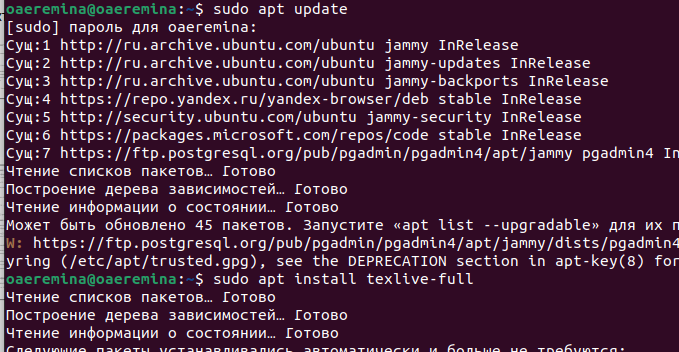 oaeremina@oaeremina:~$ sudo apt update
[sudo] пароль для oaeremina:
Сущ:1 http://ru.archive.ubuntu.com/ubuntu jammy InRelease
Сущ:2 http://ru.archive.ubuntu.com/ubuntu jammy-updates InRelease
Сущ:3 http://ru.archive.ubuntu.com/ubuntu jammy-backports InRelease
Сущ:4 https://repo.yandex.ru/yandex-browser/deb stable InRelease
Сущ:5 http://security.ubuntu.com/ubuntu jammy-security InRelease
Сущ:6 https://packages.microsoft.com/repos/code stable InRelease
Сущ:7 https://ftp.postgresql.org/pub/pgadmin/pgadmin4/apt/jammy pgadmin4 In
Чтение списков пакетов… Готово
Построение дерева зависимостей… Готово
Чтение информации о состоянии… Готово
Может быть обновлено 45 пакетов. Запустите «apt list --upgradable» для их п
W: https://ftp.postgresql.org/pub/pgadmin/pgadmin4/apt/jammy/dists/pgadmin4
yring (/etc/apt/trusted.gpg), see the DEPRECATION section in apt-key(8) for
oaeremina@oaeremina:~$ sudo apt install texlive-full
Чтение списков пакетов… Готово
Построение дерева зависимостей… Готово
Чтение информации о состоянии… Готово
Следующие пакеты устанавливались автоматически и больше не требуются: